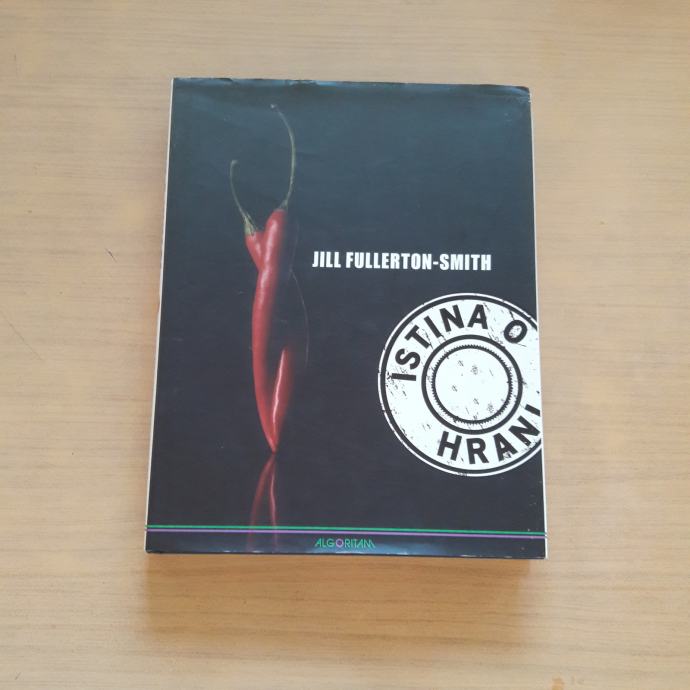 JILL FULLERTON-SMITH
ISTINA O
HRANI
ALGORITAM